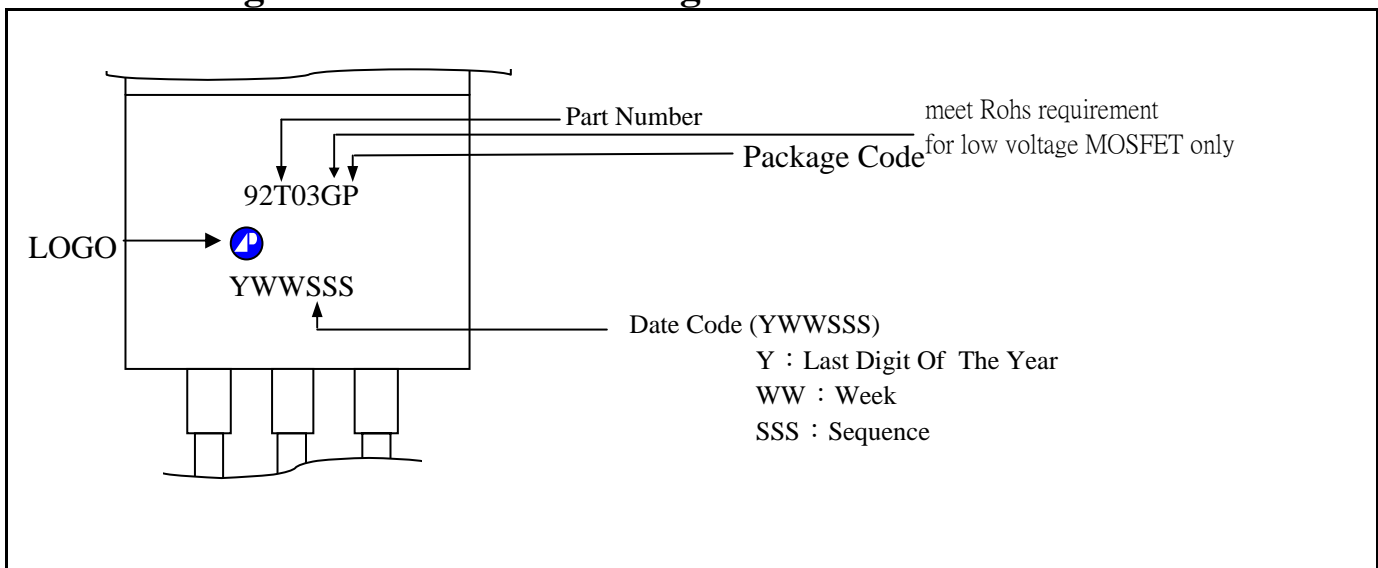 Part Number
meet Rohs requirement
for low voltage MOSFET only
Package Code
92T03GP
LOGO
YWWSSS
Date Code (YWWSSS)
Y：Last Digit Of The Year
WW：Week
SSS：Sequence